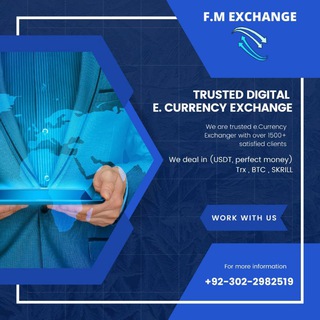 F.M EXCHANGE
TRUSTED DIGITAL
E. CURRENCY EXCHANGE
We are trusted e.Currency
Exchanger with over 1500+
satisfied clients
We deal in (USDT, perfect money)
Trx , BTC , SKRILL
WORK WITH US
For more information
+92-302-2982519